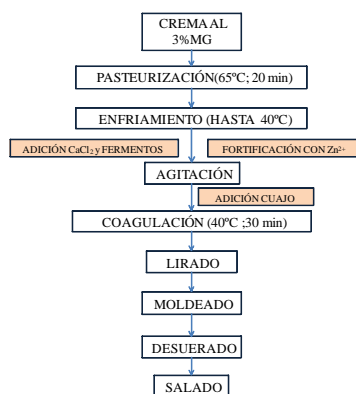 CREMA AL
3%MG
PASTEURIZACIÓN(65ºC; 20 min)
ENFRIAMIENTO (HASTA 40ºC)
ADICIÓN CaCl₂ y FERMENTOS
FORTIFICACIÓN CON Zn²⁺
AGITACIÓN
ADICIÓN CUAJO
COAGULACIÓN (40ºC ;30 min)
LIRADO
MOLDEADO
DESUERADO
SALADO